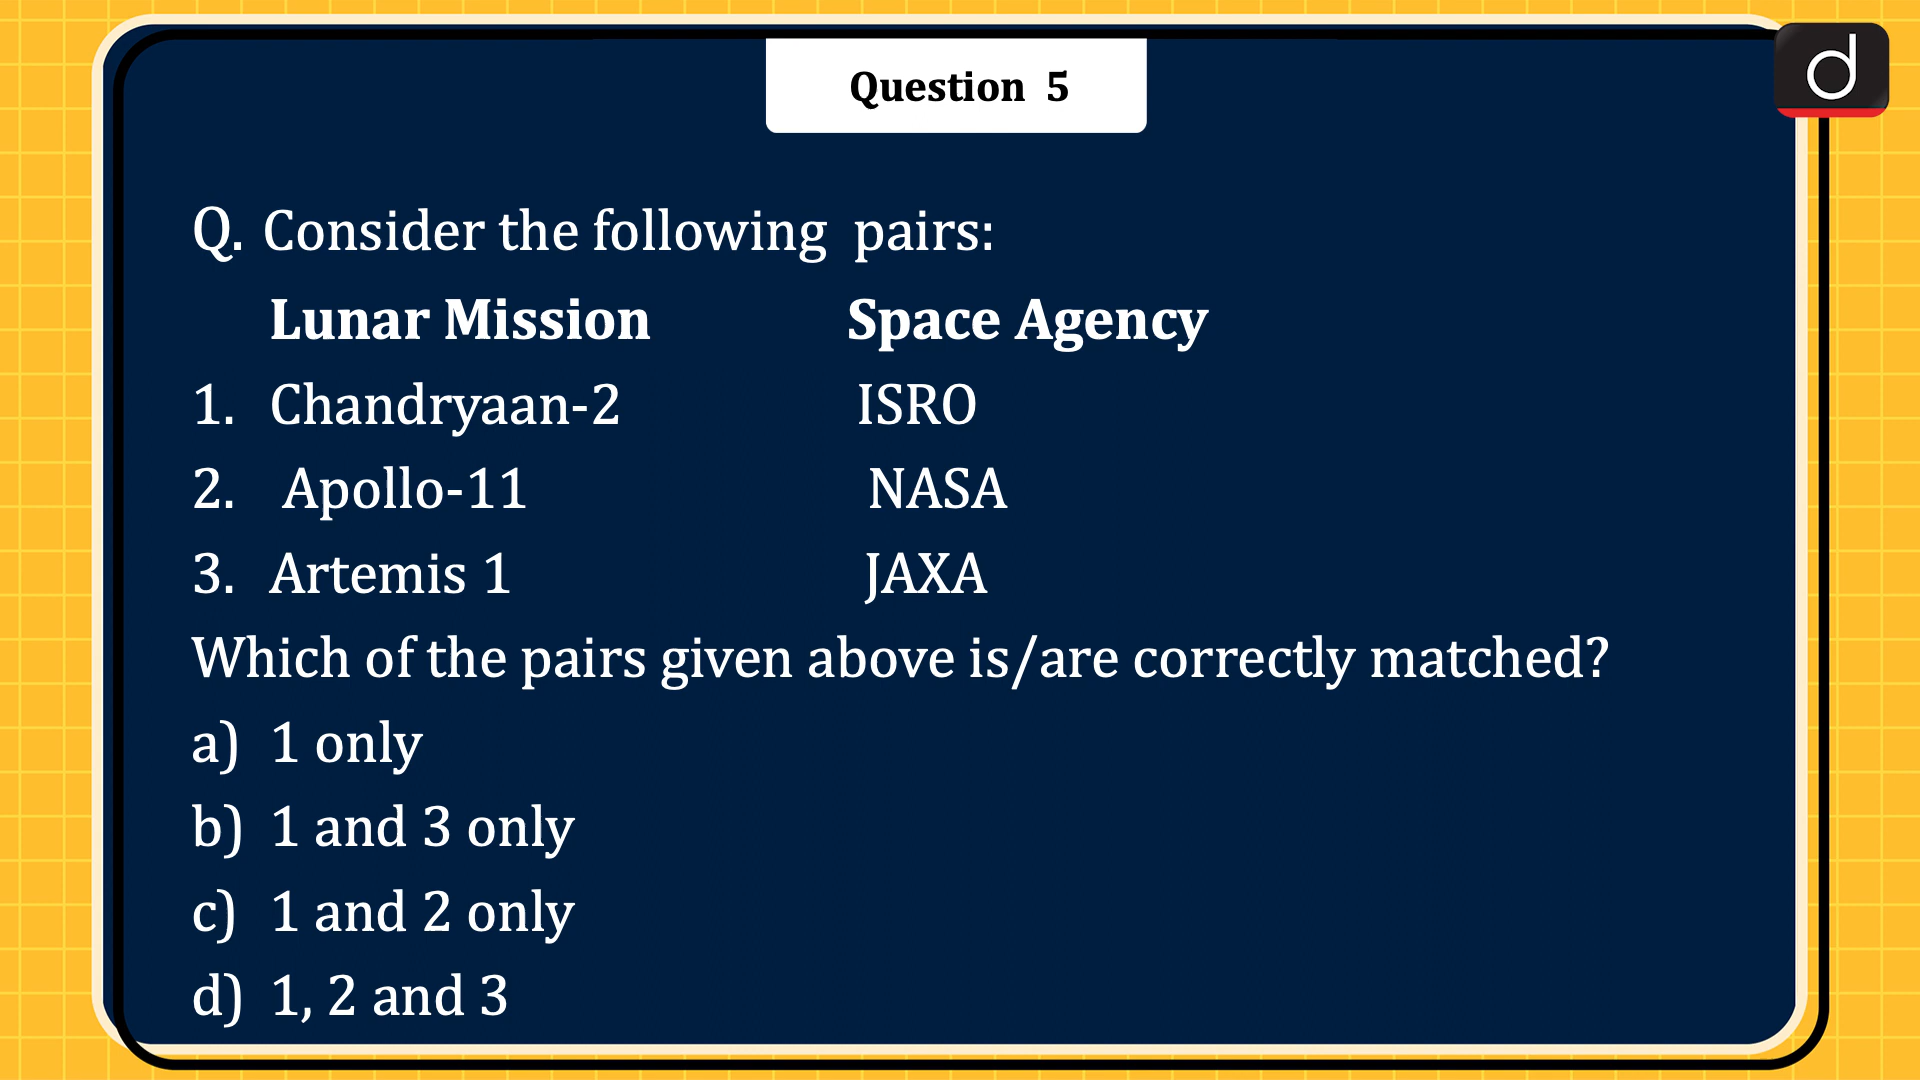 Question 5
Q. Consider the following pairs:
Lunar Mission Space Agency
1. Chandryaan-2 ISRO
2. Apollo-11 NASA
3. Artemis 1 JAXA
Which of the pairs given above is/are correctly matched?
a) 1 only
b) 1 and 3 only
c) 1 and 2 only
d) 1, 2 and 3
d